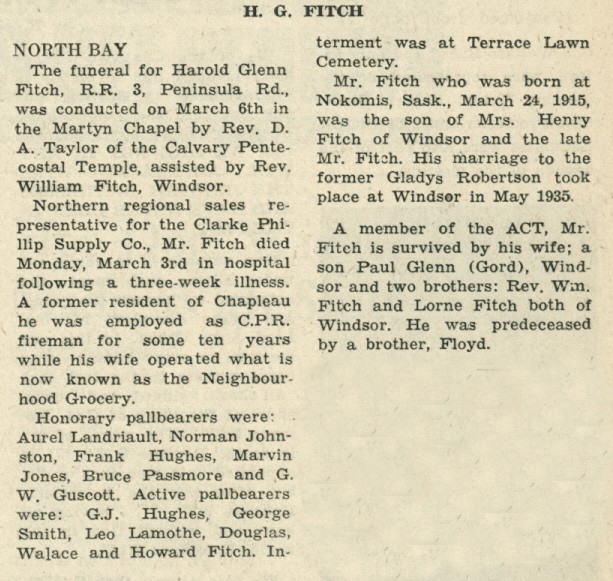 H. G. FITCH
NORTH BAY
The funeral for Harold Glenn
Fitch, R.R. 3, Peninsula Rd.,
was conducted on March 6th in
the Martyn Chapel by Rev. D.
A. Taylor of the Calvary Pente-
costal Temple, assisted by Rev.
William Fitch, Windsor.
Northern regional sales re-
presentative for the Clarke Phi-
llip Supply Co., Mr. Fitch died
Monday, March 3rd in hospital
following a three-week illness.
A former resident of Chapleau
he was employed as C.P.R.
fireman for some ten years
while his wife operated what is
now known as the Neighbour-
hood Grocery.
Honorary pallbearers were:
Aurel Landriault, Norman John-
ston, Frank Hughes, Marvin
Jones, Bruce Passmore and G.
W. Guscott. Active pallbearers
were: G.J. Hughes, George
Smith, Leo Lamothe, Douglas,
Walace and Howard Fitch. In-
terment was at Terrace Lawn
Cemetery.
Mr. Fitch who was born at
Nokomis, Sask., March 24, 1915,
was the son of Mrs. Henry
Fitch of Windsor and the late
Mr. Fitch. His marriage to the
former Gladys Robertson took
place at Windsor in May 1935.
A member of the ACT, Mr.
Fitch is survived by his wife; a
son Paul Glenn (Gord), Wind-
sor and two brothers: Rev. Wm.
Fitch and Lorne Fitch both of
Windsor. He was predeceased
by a brother, Floyd.